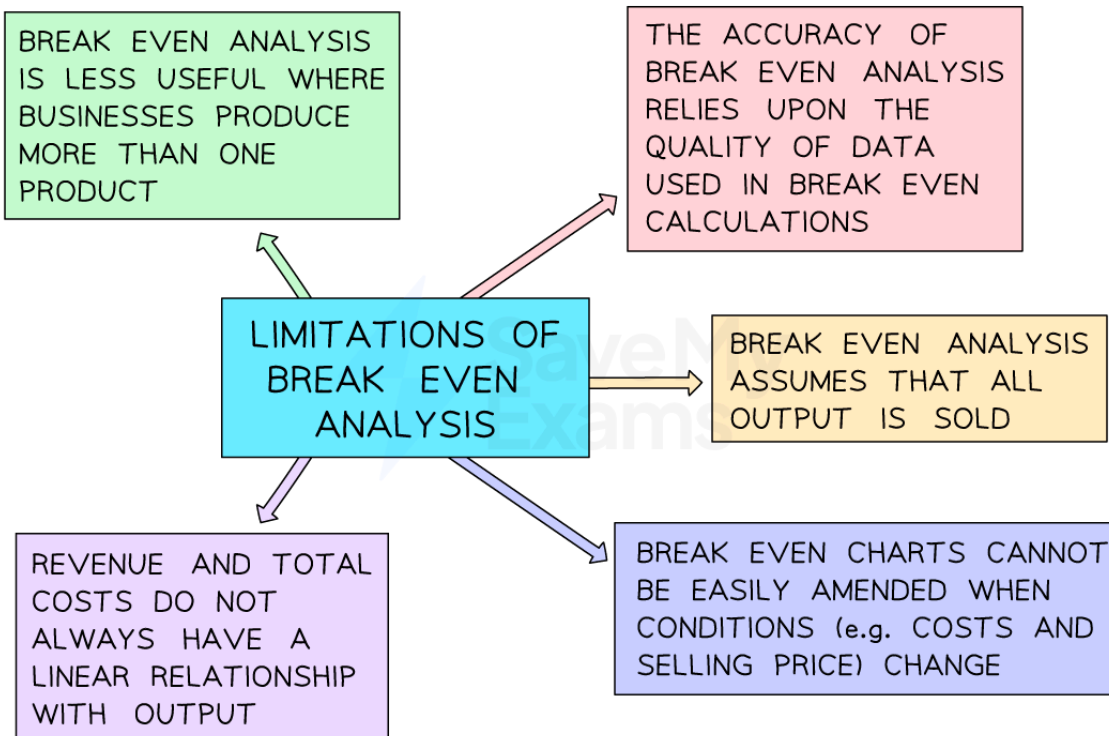 BREAK EVEN ANALYSIS
IS LESS USEFUL WHERE
BUSINESSES PRODUCE
MORE THAN ONE
PRODUCT
THE ACCURACY OF
BREAK EVEN ANALYSIS
RELIES UPON THE
QUALITY OF DATA
USED IN BREAK EVEN
CALCULATIONS
LIMITATIONS OF
BREAK EVEN
ANALYSIS
SaveMy
Exams
BREAK EVEN ANALYSIS
ASSUMES THAT ALL
OUTPUT IS SOLD
REVENUE AND TOTAL
COSTS DO NOT
ALWAYS HAVE A
LINEAR RELATIONSHIP
WITH OUTPUT
BREAK EVEN CHARTS CANNOT
BE EASILY AMENDED WHEN
CONDITIONS (e.g. COSTS AND
SELLING PRICE) CHANGE